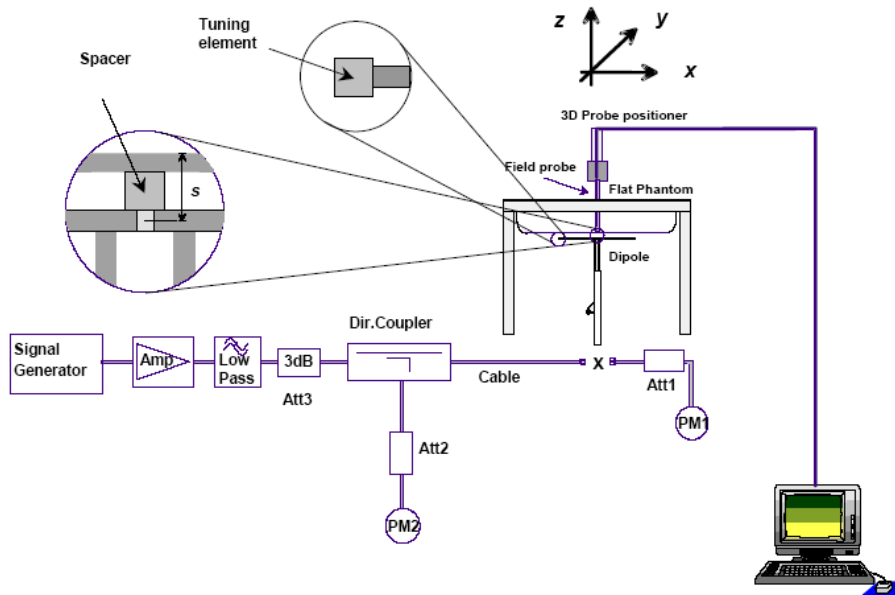 Tuning
element
Spacer
z
y
x
3D Probe positioner
Field probe
Flat Phantom
s
Dipole
Dir.Coupler
Signal
Generator
Amp
Low
Pass
3dB
Att3
Cable
X
Att1
PM1
Att2
PM2